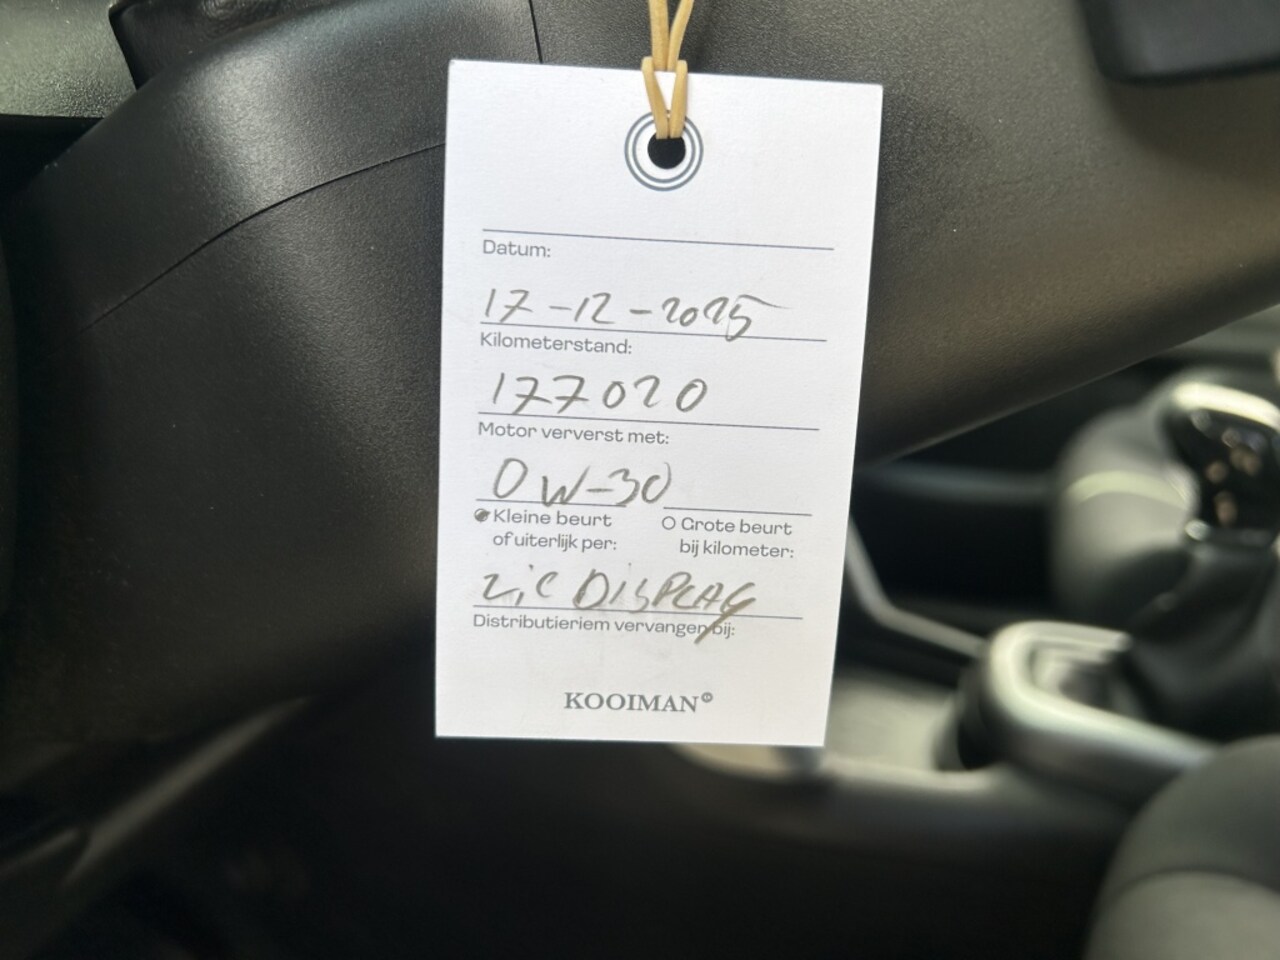 Datum:
17-12-2025
Kilometerstand:
177020
Motor ververst met:
0W-30
Kleine beurt
of uiterlijk per:
Grote beurt
bij kilometer:
zie DISPLAY
Distributieriem vervangen bij:
KOOIMAN